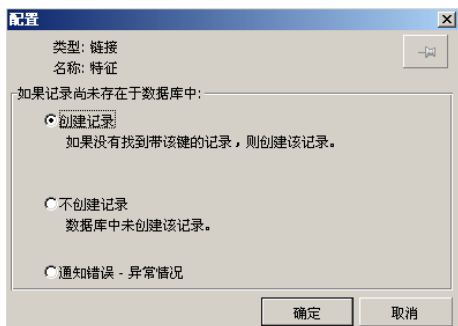 配置
类型: 链接
名称: 特征
如果记录尚未存在于数据库中:
创建记录
如果没有找到带该键的记录，则创建该记录。
不创建记录
数据库中未创建该记录。
通知错误 - 异常情况
确定
取消